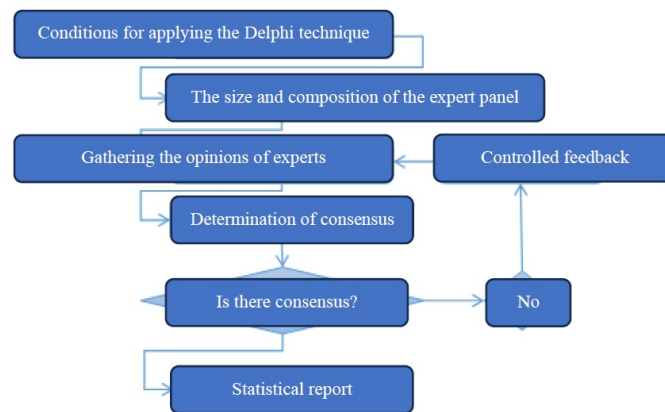 Conditions for applying the Delphi technique
The size and composition of the expert panel
Gathering the opinions of experts
Controlled feedback
Determination of consensus
Is there consensus?
No
Statistical report